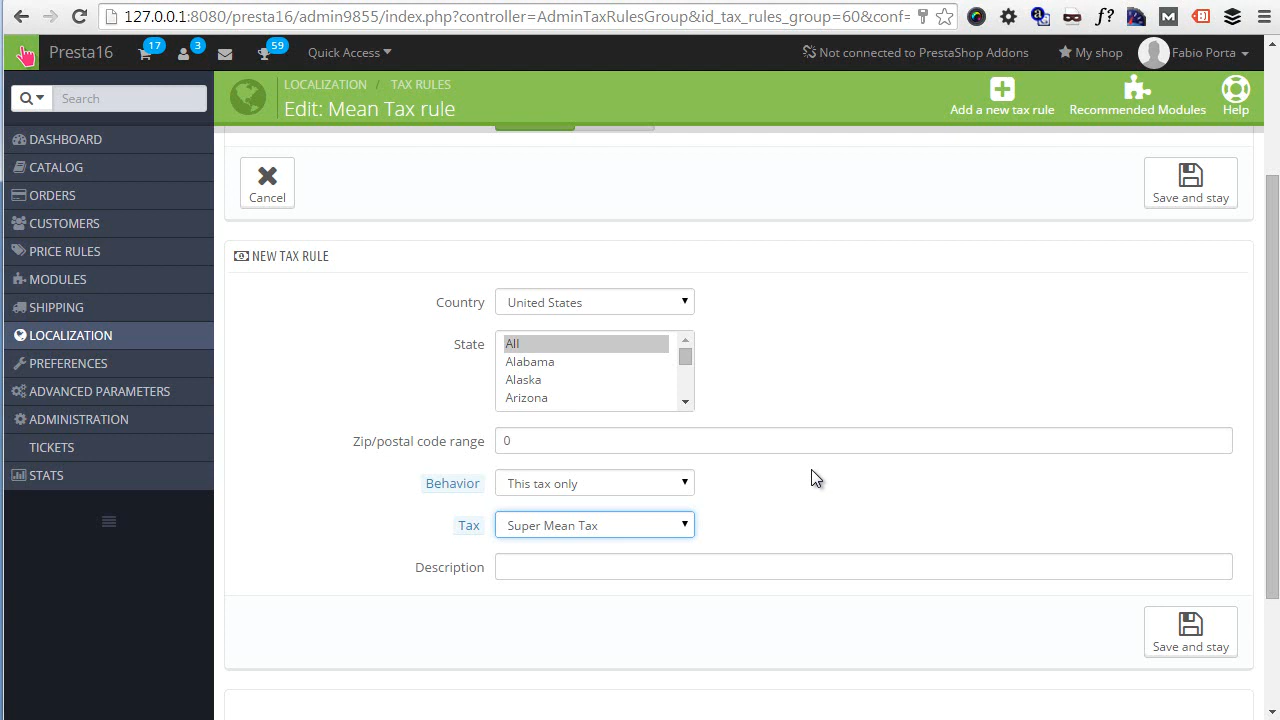 127.0.0.1:8080/presta16/admin9855/index.php?controller=AdminTaxRulesGroup&id_tax_rules_group=60&conf=
Presta16 17 3 59 Quick Access Not connected to PrestaShop Addons My shop Fabio Porta
Search
LOCALIZATION / TAX RULES
Edit: Mean Tax rule
Add a new tax rule Recommended Modules Help
DASHBOARD
CATALOG
ORDERS
CUSTOMERS
PRICE RULES
MODULES
SHIPPING
LOCALIZATION
PREFERENCES
ADVANCED PARAMETERS
ADMINISTRATION
TICKETS
STATS
Cancel Save and stay
NEW TAX RULE
Country United States
State All
Alabama
Alaska
Arizona
Zip/postal code range 0
Behavior This tax only
Tax Super Mean Tax
Description
Save and stay